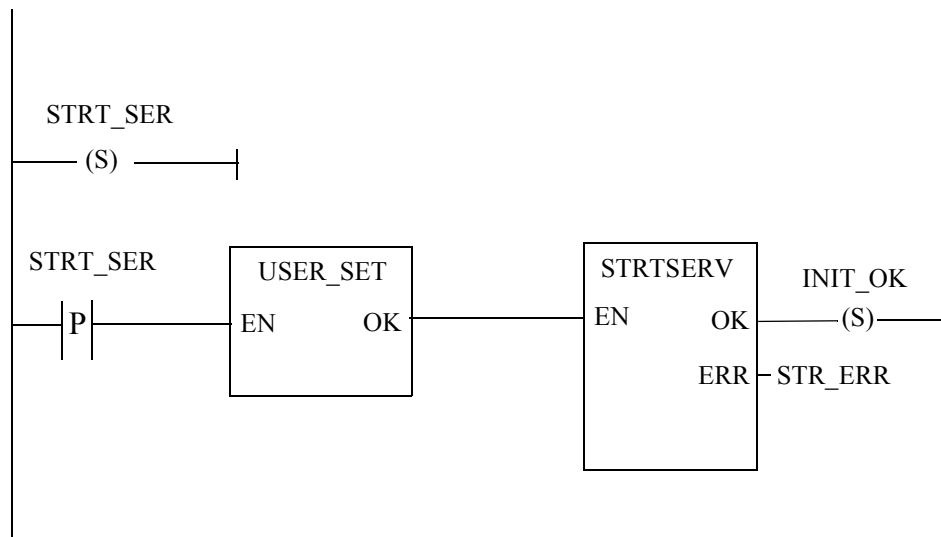 STRT_SER
(S)
STRT_SER
P
USER_SET
EN OK
STRTSERV
EN OK
ERR
INIT_OK
(S)
STR_ERR